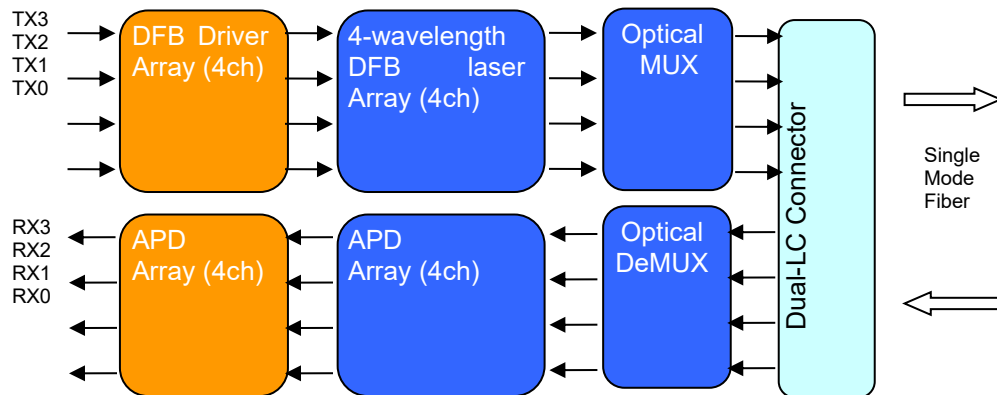 TX3
TX2
TX1
TX0
DFB Driver
Array (4ch)
4-wavelength
DFB laser
Array (4ch)
Optical
MUX
Dual-LC Connector
Single
Mode
Fiber
RX3
RX2
RX1
RX0
APD
Array (4ch)
APD
Array (4ch)
Optical
DeMUX